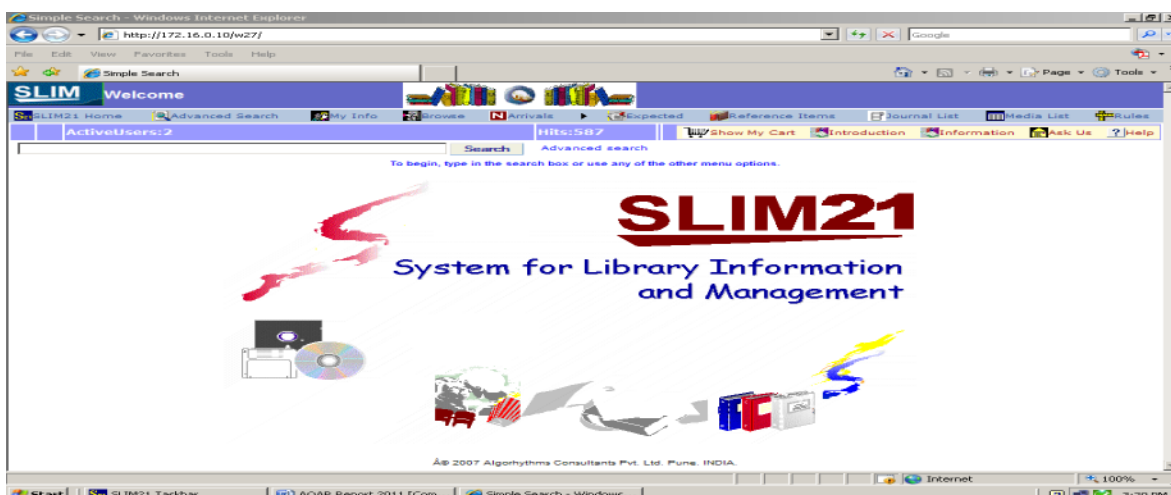 Simple Search - Windows Internet Explorer
http://172.16.0.10/w27/
Google
File Edit View Favorites Tools Help
Simple Search
Page Tools
SLIM Welcome
SLIM21 Home Advanced Search My Info Browse Arrivals Expected Reference Items Journal List Media List Rules
ActiveUsers:2 Hits:587 Show My Cart Introduction Information Ask Us Help
Search Advanced search
To begin, type in the search box or use any of the other menu options.
SLIM21
System for Library Information
and Management
® 2007 Algorhythms Consultants Pvt. Ltd. Pune. INDIA.
Internet 100%
Start SLIM21 Taskbar AQAR Report 2011 [Com... Simple Search - Windows ...